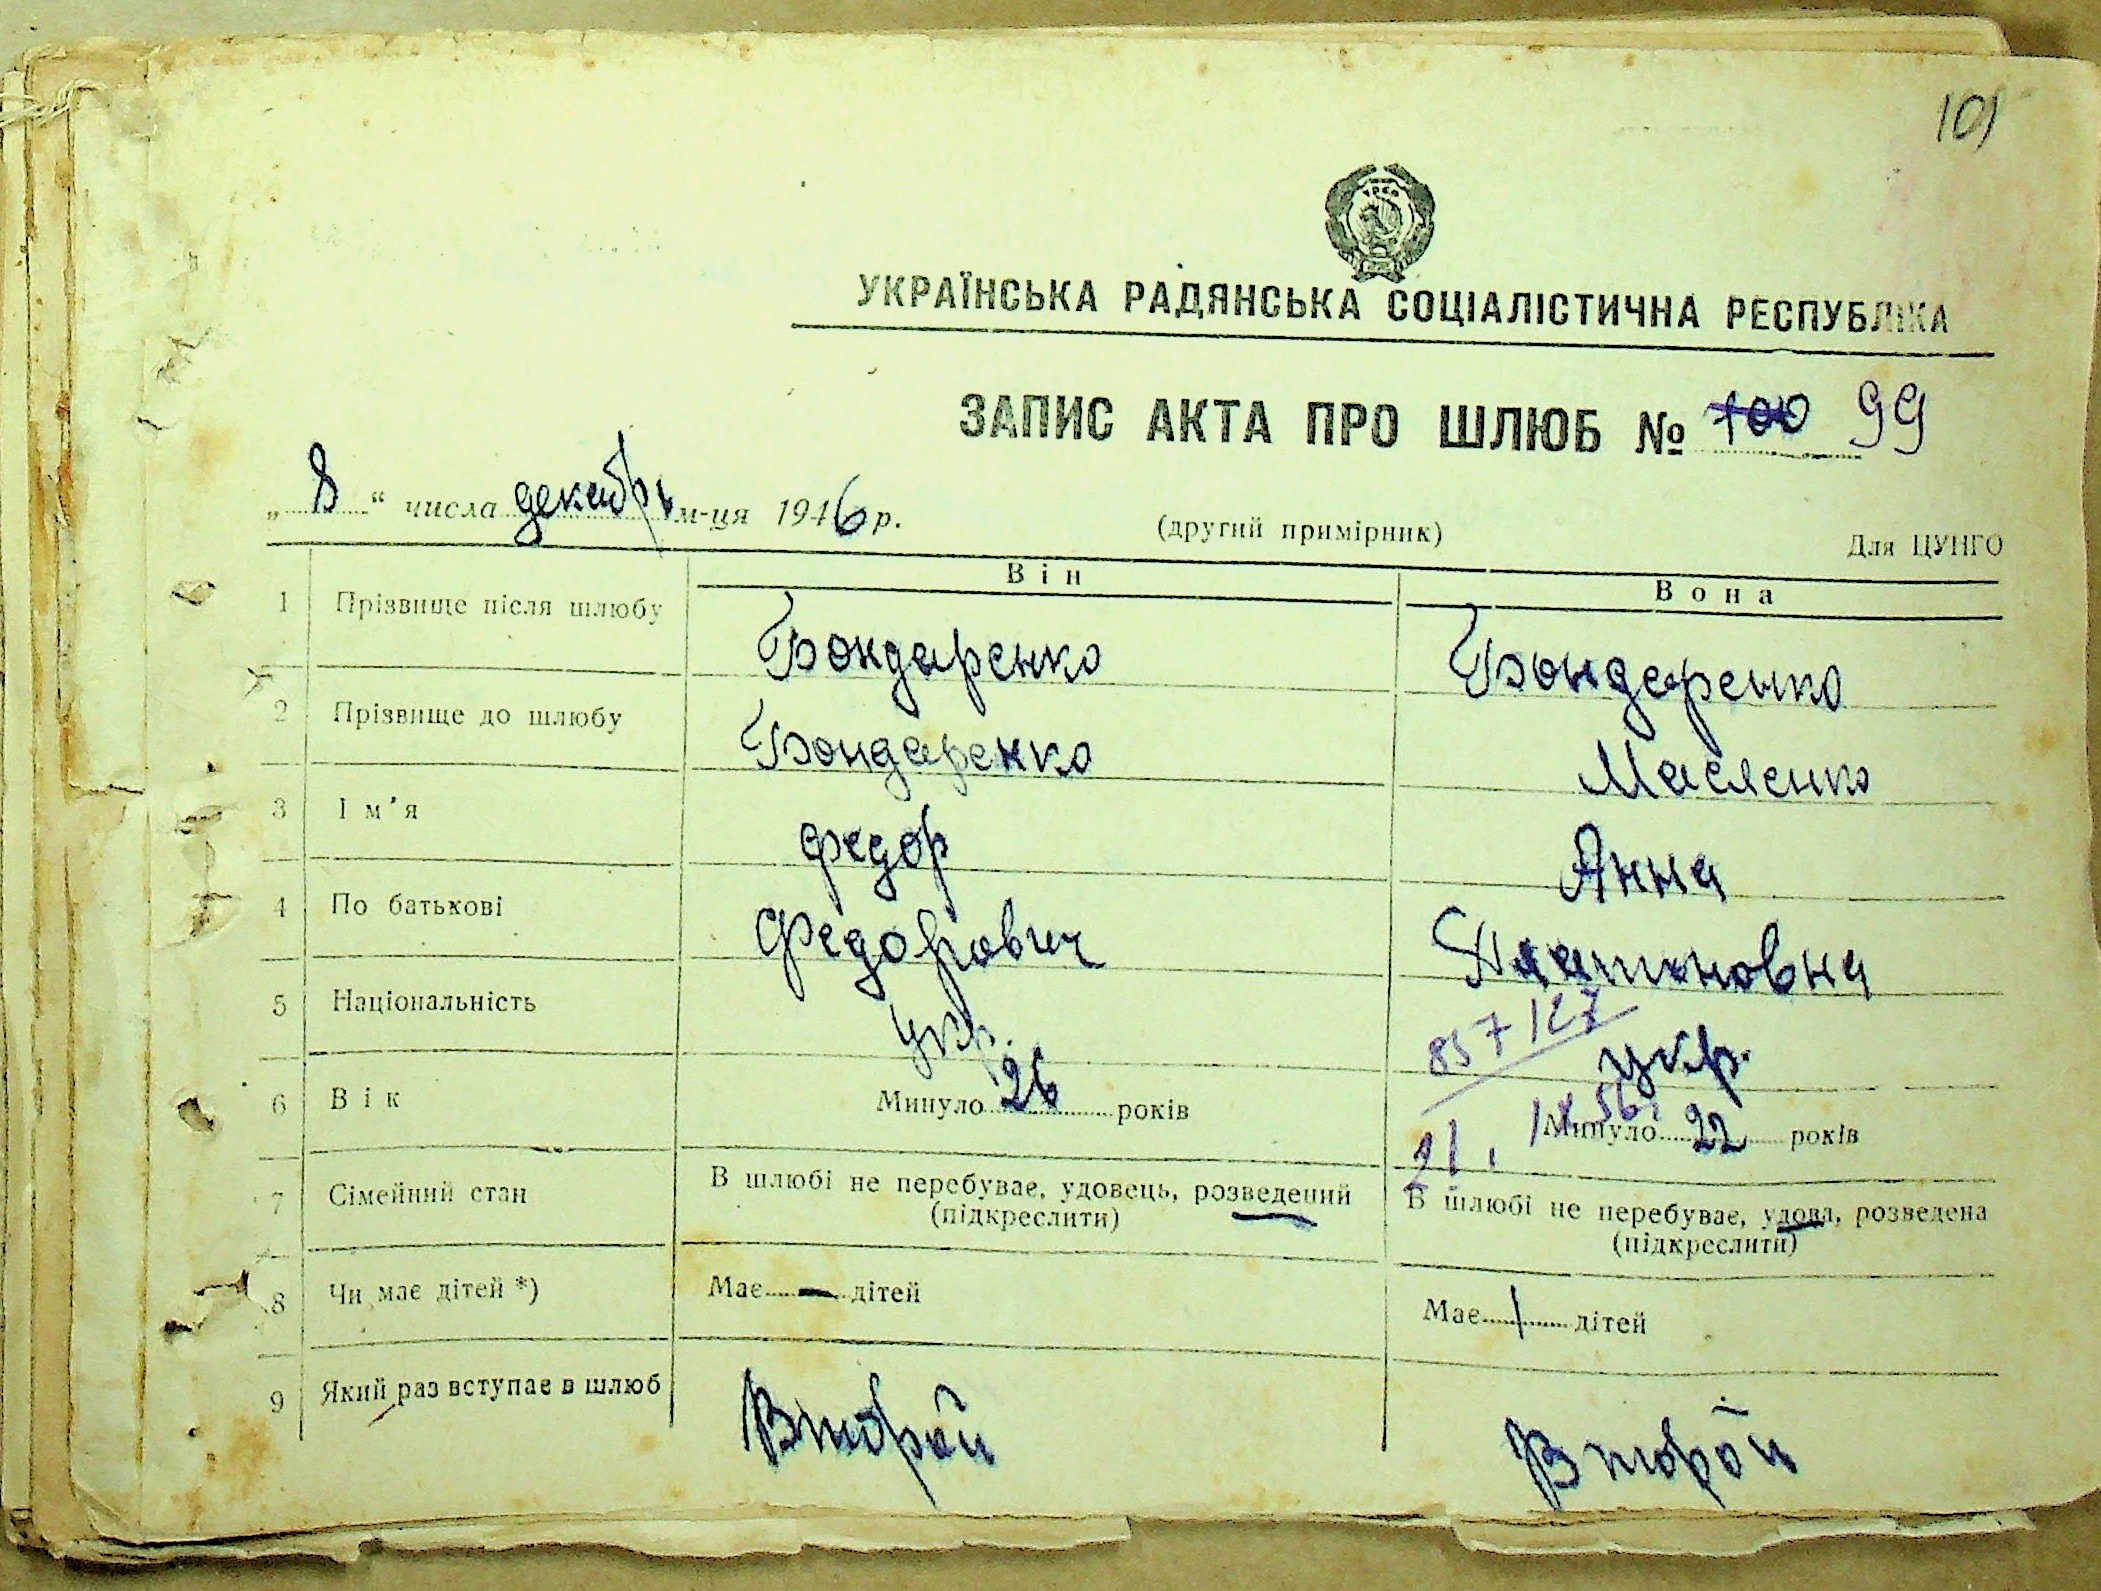 101
УКРАЇНСЬКА РАДЯНСЬКА СОЦІАЛІСТИЧНА РЕСПУБЛІКА
ЗАПИС АКТА ПРО ШЛЮБ № 100 99
„8“ числа декабрь м-ця 1946 р.
(другий примірник)
Для ЦУНГО
Він Вона
1 Прізвище після шлюбу Бондаренко Бондаренко
2 Прізвище до шлюбу Бондаренко Масленко
3 Ім’я Федор Анна
4 По батькові Федорович Платоновна
5 Національність укр. укр.
857127
6 Вік Минуло 26 років Минуло 22 років
21.
7 Сімейний стан В шлюбі не перебуває, удовець, розведений В шлюбі не перебуває, удова, розведена
(підкреслити) (підкреслити)
8 Чи має дітей *) Має — дітей Має 1 дітей
9 Який раз вступає в шлюб Второй Второй